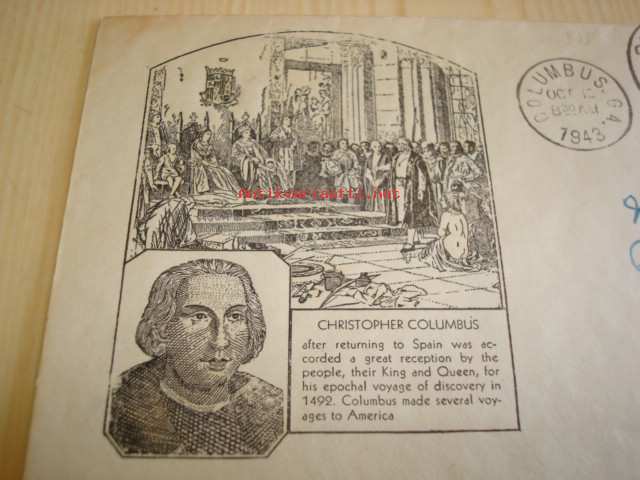 COLUMBUS, GA.
OCT 12
8 30 AM
1943
antikvariaatti.net
CHRISTOPHER COLUMBUS
after returning to Spain was ac-
corded a great reception by the
people, their King and Queen, for
his epochal voyage of discovery in
1492. Columbus made several voy-
ages to America